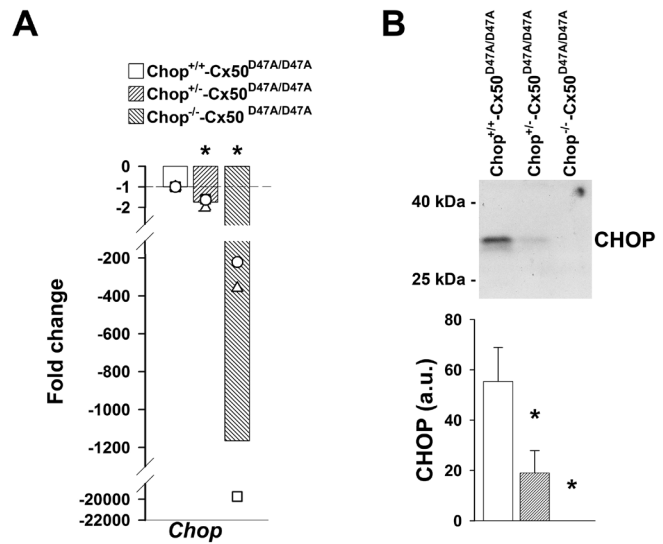 A
Chop+/+-Cx50D47A/D47A
Chop+/--Cx50D47A/D47A
Chop-/--Cx50 D47A/D47A
* *
0
-1
-2
-200
-400
-600
-800
-1000
-1200
-20000
-22000
Fold change
Chop
B
Chop+/+-Cx50D47A/D47A
Chop+/--Cx50D47A/D47A
Chop-/--Cx50D47A/D47A
40 kDa -
CHOP
25 kDa -
80
60
40
20
0
CHOP (a.u.)
*
*